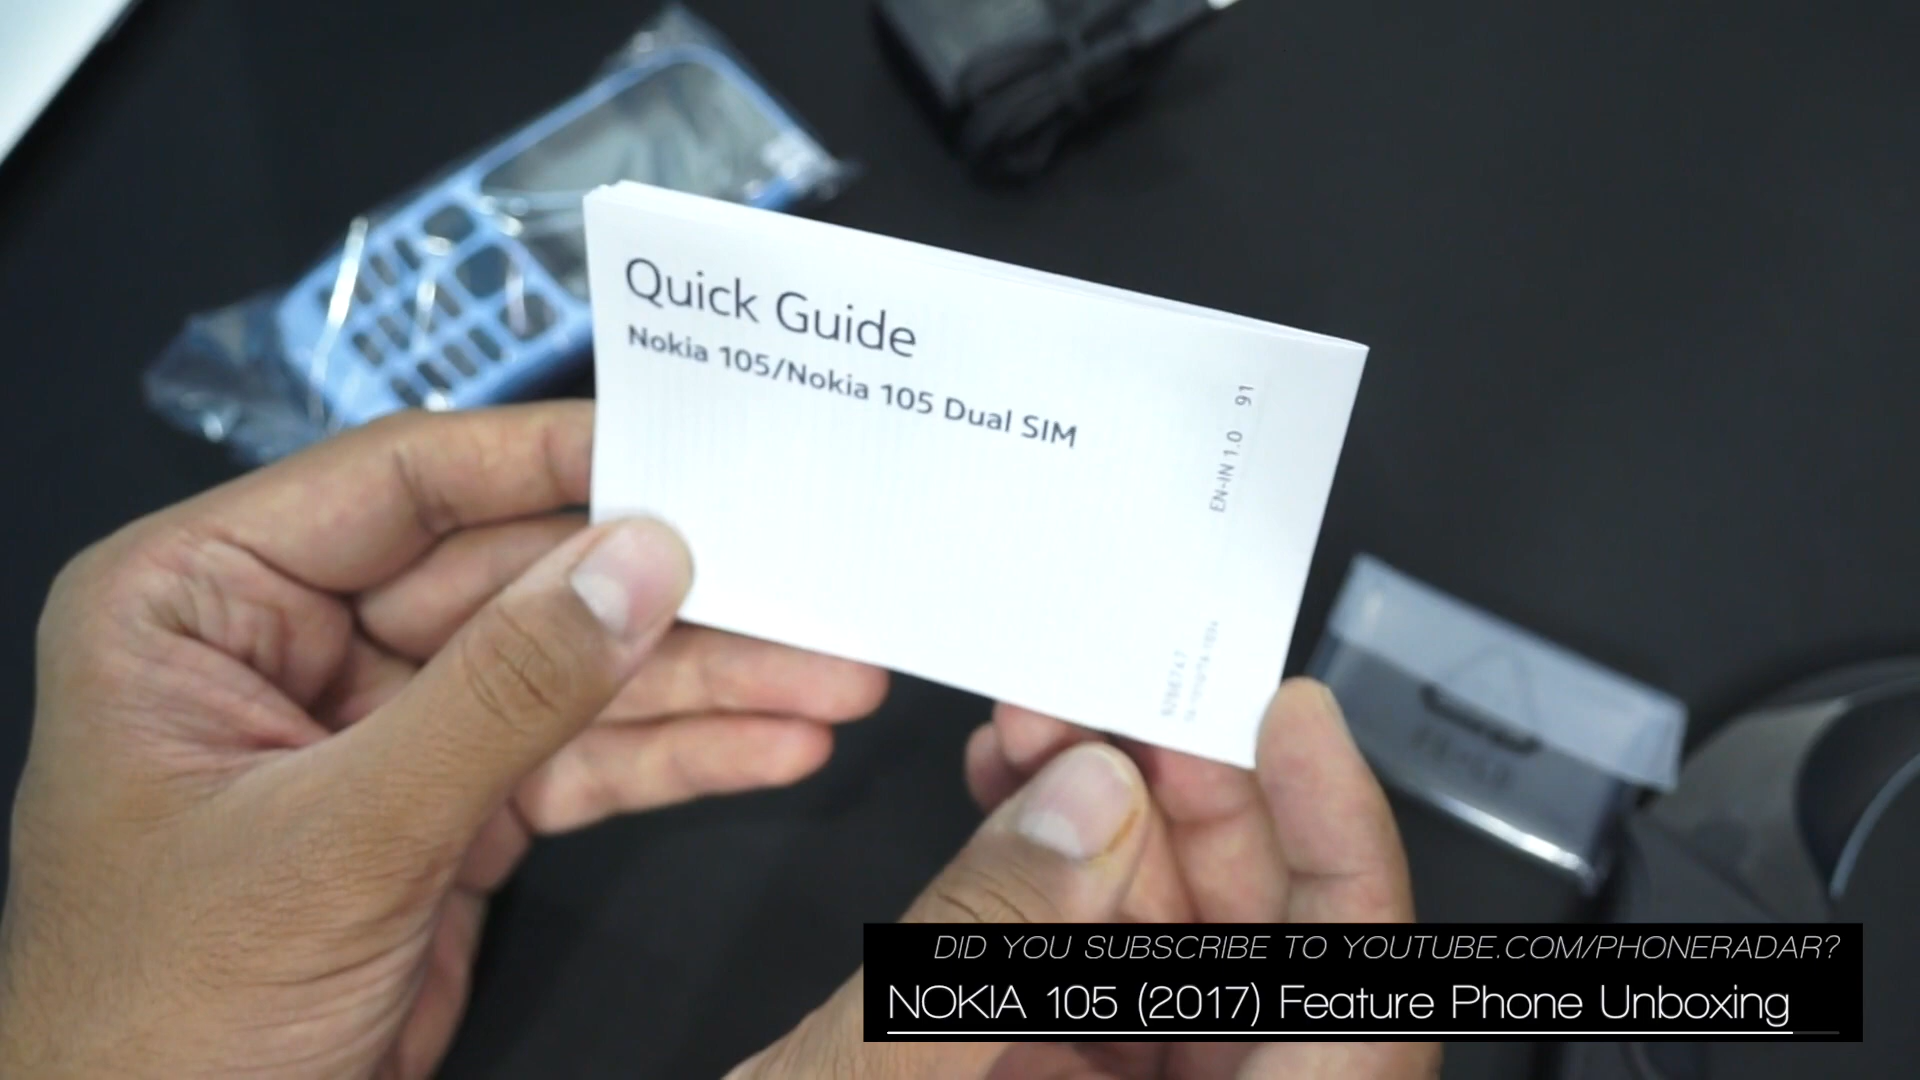 Quick Guide
Nokia 105/Nokia 105 Dual SIM
EN-IN 1.0 91
DID YOU SUBSCRIBE TO YOUTUBE.COM/PHONERADAR?
NOKIA 105 (2017) Feature Phone Unboxing